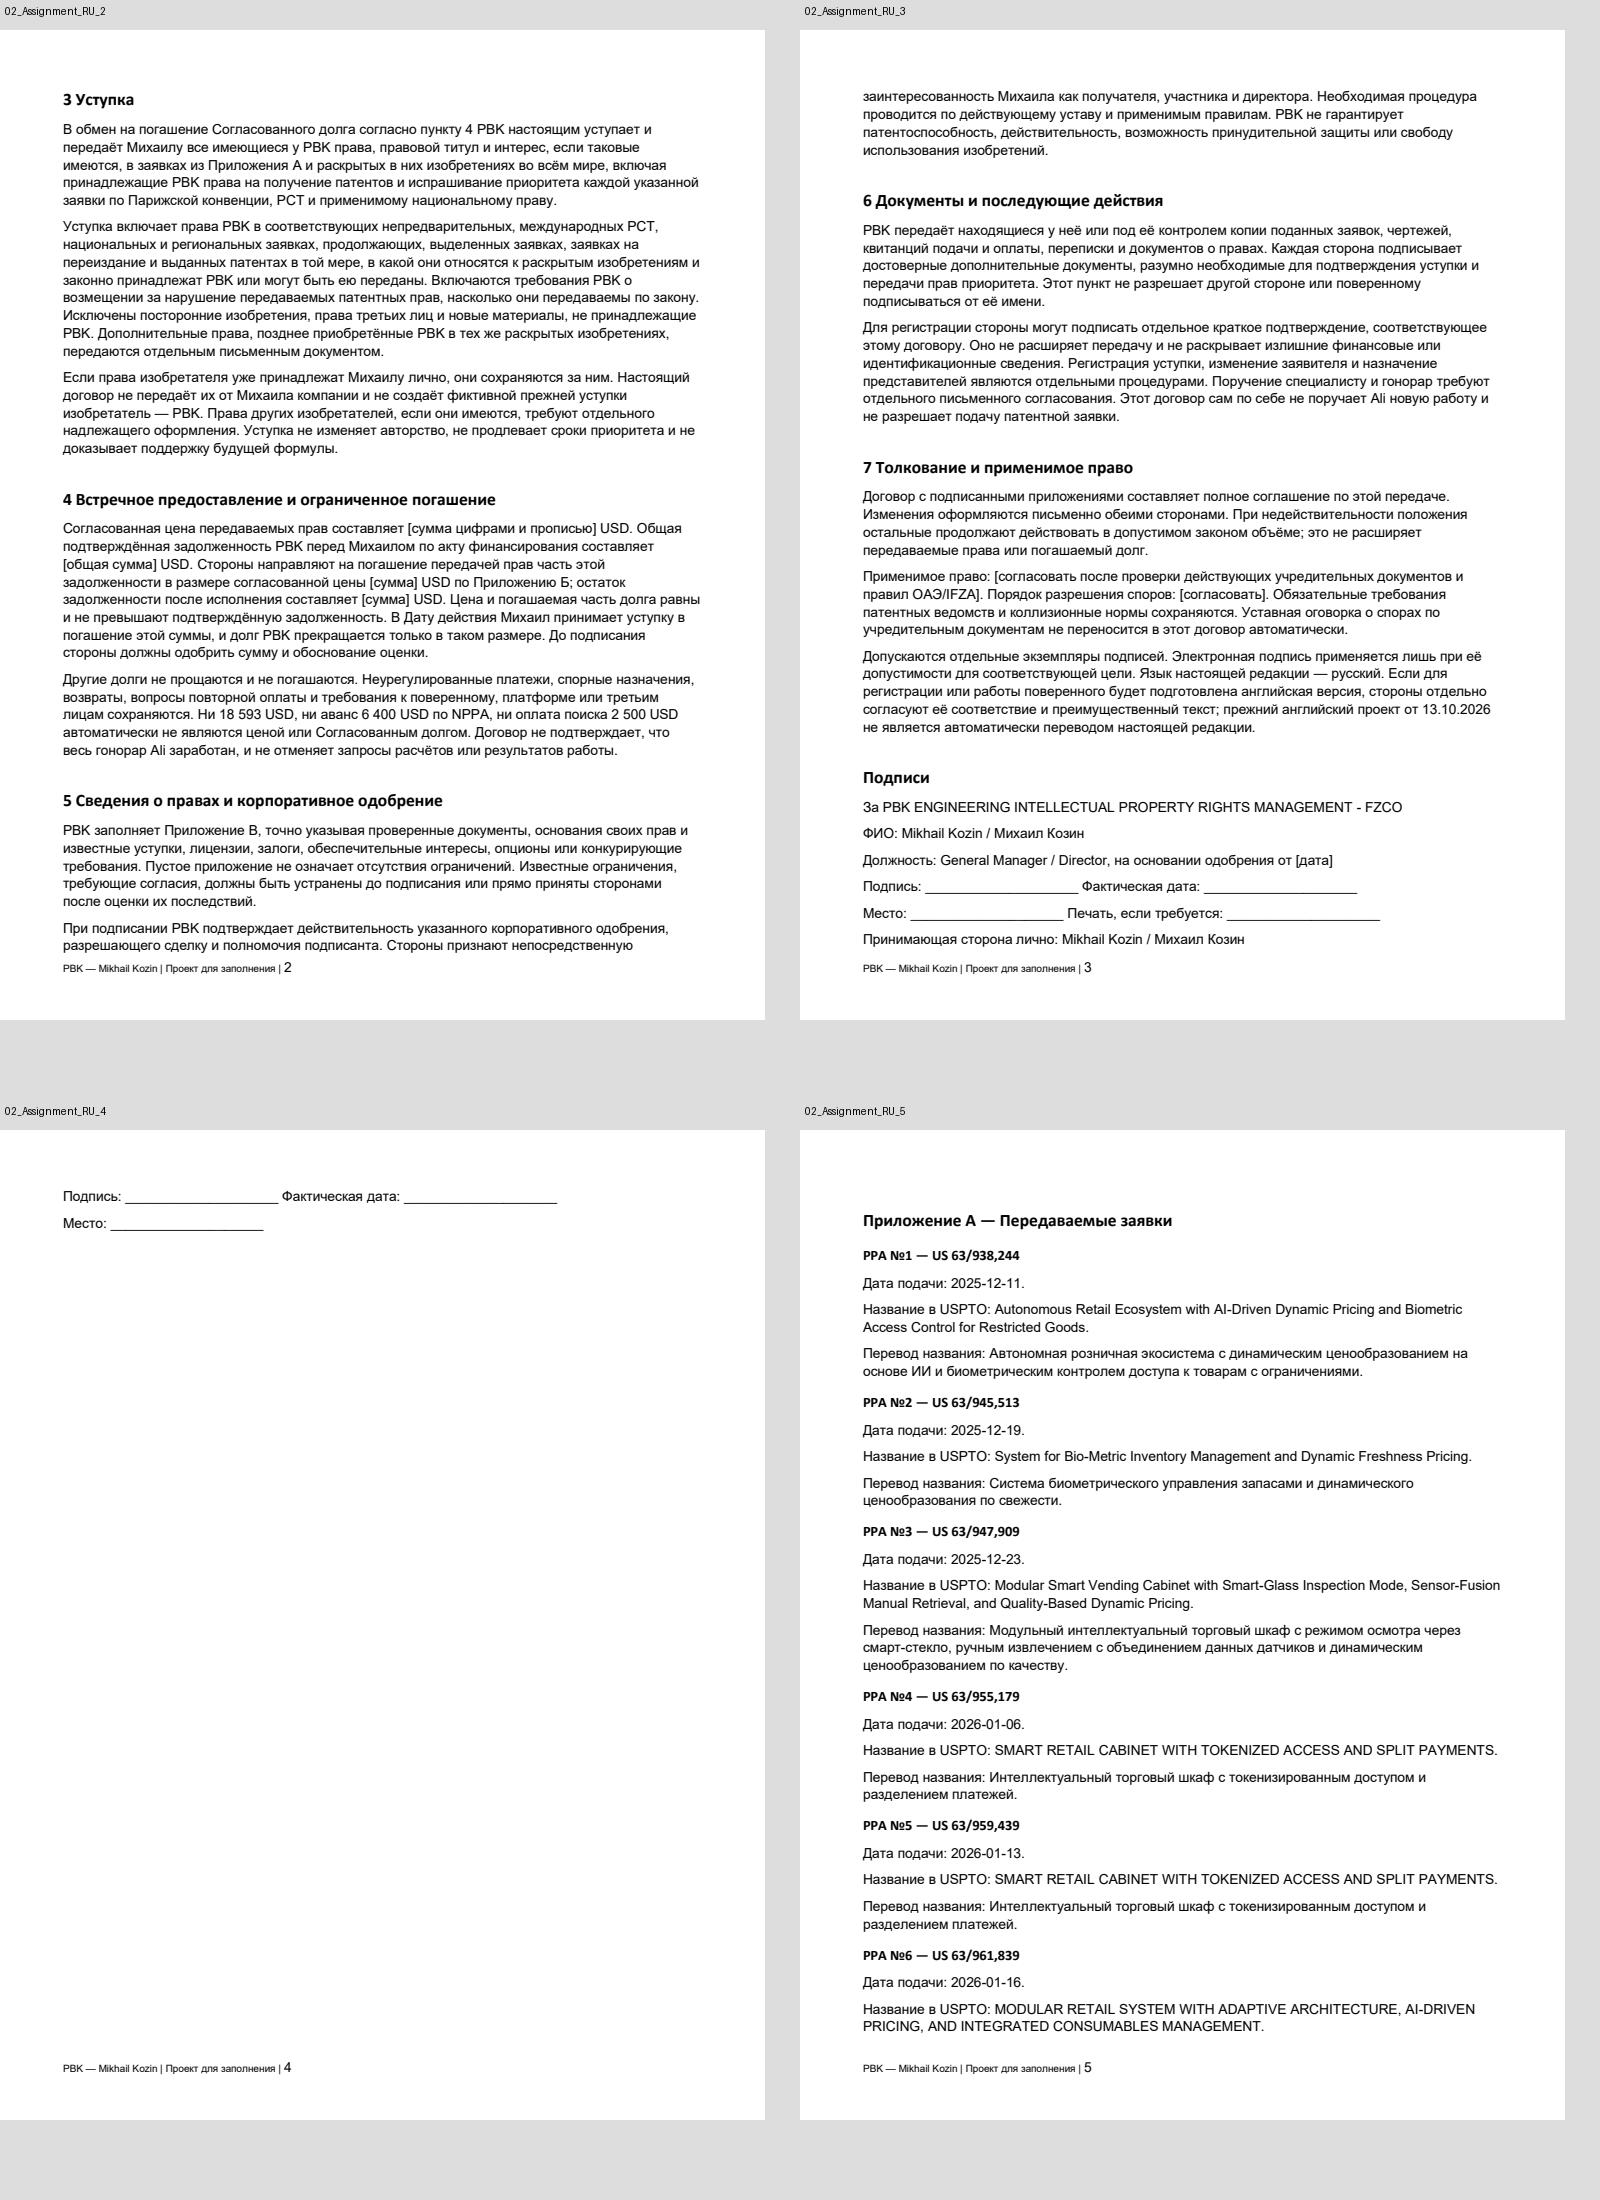 02_Assignment_RU_2
3 Уступка
В обмен на погашение Согласованного долга согласно пункту 4 PBK настоящим уступает и
передаёт Михаилу все имеющиеся у PBK права, правовой титул и интерес, если таковые
имеются, в заявках из Приложения А и раскрытых в них изобретениях во всём мире, включая
принадлежащие PBK права на получение патентов и испрашивание приоритета каждой указанной
заявки по Парижской конвенции, PCT и применимому национальному праву.
Уступка включает права PBK в соответствующих непредварительных, международных PCT,
национальных и региональных заявках, продолжающих, выделенных заявках, заявках на
переиздание и выданных патентах в той мере, в какой они относятся к раскрытым изобретениям и
законно принадлежат PBK или могут быть ею переданы. Включаются требования PBK о
возмещении за нарушение передаваемых патентных прав, насколько они передаваемы по закону.
Исключены посторонние изобретения, права третьих лиц и новые материалы, не принадлежащие
PBK. Дополнительные права, позднее приобретённые PBK в тех же раскрытых изобретениях,
передаются отдельным письменным документом.
Если права изобретателя уже принадлежат Михаилу лично, они сохраняются за ним. Настоящий
договор не передаёт их от Михаила компании и не создаёт фиктивной прежней уступки
изобретатель — PBK. Права других изобретателей, если они имеются, требуют отдельного
надлежащего оформления. Уступка не изменяет авторство, не продлевает сроки приоритета и не
доказывает поддержку будущей формулы.
4 Встречное предоставление и ограниченное погашение
Согласованная цена передаваемых прав составляет [сумма цифрами и прописью] USD. Общая
подтверждённая задолженность PBK перед Михаилом по акту финансирования составляет
[общая сумма] USD. Стороны направляют на погашение передачей прав часть этой
задолженности в размере согласованной цены [сумма] USD по Приложению Б; остаток
задолженности после исполнения составляет [сумма] USD. Цена и погашаемая часть долга равны
и не превышают подтверждённую задолженность. В Дату действия Михаил принимает уступку в
погашение этой суммы, и долг PBK прекращается только в таком размере. До подписания
стороны должны одобрить сумму и обоснование оценки.
Другие долги не прощаются и не погашаются. Неурегулированные платежи, спорные назначения,
возвраты, вопросы повторной оплаты и требования к поверенному, платформе или третьим
лицам сохраняются. Ни 18 593 USD, ни аванс 6 400 USD по NPPA, ни оплата поиска 2 500 USD
автоматически не являются ценой или Согласованным долгом. Договор не подтверждает, что
весь гонорар Ali заработан, и не отменяет запросы расчётов или результатов работы.
5 Сведения о правах и корпоративное одобрение
PBK заполняет Приложение В, точно указывая проверенные документы, основания своих прав и
известные уступки, лицензии, залоги, обеспечительные интересы, опционы или конкурирующие
требования. Пустое приложение не означает отсутствия ограничений. Известные ограничения,
требующие согласия, должны быть устранены до подписания или прямо приняты сторонами
после оценки их последствий.
При подписании PBK подтверждает действительность указанного корпоративного одобрения,
разрешающего сделку и полномочия подписанта. Стороны признают непосредственную
PBK — Mikhail Kozin | Проект для заполнения | 2
02_Assignment_RU_3
заинтересованность Михаила как получателя, участника и директора. Необходимая процедура
проводится по действующему уставу и применимым правилам. PBK не гарантирует
патентоспособность, действительность, возможность принудительной защиты или свободу
использования изобретений.
6 Документы и последующие действия
PBK передаёт находящиеся у неё или под её контролем копии поданных заявок, чертежей,
квитанций подачи и оплаты, переписки и документов о правах. Каждая сторона подписывает
достоверные дополнительные документы, разумно необходимые для подтверждения уступки и
передачи прав приоритета. Этот пункт не разрешает другой стороне или поверенному
подписываться от её имени.
Для регистрации стороны могут подписать отдельное краткое подтверждение, соответствующее
этому договору. Оно не расширяет передачу и не раскрывает излишние финансовые или
идентификационные сведения. Регистрация уступки, изменение заявителя и назначение
представителей являются отдельными процедурами. Поручение специалисту и гонорар требуют
отдельного письменного согласования. Этот договор сам по себе не поручает Ali новую работу и
не разрешает подачу патентной заявки.
7 Толкование и применимое право
Договор с подписанными приложениями составляет полное соглашение по этой передаче.
Изменения оформляются письменно обеими сторонами. При недействительности положения
остальные продолжают действовать в допустимом законом объёме; это не расширяет
передаваемые права или погашаемый долг.
Применимое право: [согласовать после проверки действующих учредительных документов и
правил ОАЭ/IFZA]. Порядок разрешения споров: [согласовать]. Обязательные требования
патентных ведомств и коллизионные нормы сохраняются. Уставная оговорка о спорах по
учредительным документам не переносится в этот договор автоматически.
Допускаются отдельные экземпляры подписей. Электронная подпись применяется лишь при её
допустимости для соответствующей цели. Язык настоящей редакции — русский. Если для
регистрации или работы поверенного будет подготовлена английская версия, стороны отдельно
согласуют её соответствие и преимущественный текст; прежний английский проект от 13.10.2026
не является автоматически переводом настоящей редакции.
Подписи
За PBK ENGINEERING INTELLECTUAL PROPERTY RIGHTS MANAGEMENT - FZCO
ФИО: Mikhail Kozin / Михаил Козин
Должность: General Manager / Director, на основании одобрения от [дата]
Подпись: ____________________ Фактическая дата: ____________________
Место: ____________________ Печать, если требуется: ____________________
Принимающая сторона лично: Mikhail Kozin / Михаил Козин
PBK — Mikhail Kozin | Проект для заполнения | 3
02_Assignment_RU_4
Подпись: ____________________ Фактическая дата: ____________________
Место: ____________________
PBK — Mikhail Kozin | Проект для заполнения | 4
02_Assignment_RU_5
Приложение А — Передаваемые заявки
PPA №1 — US 63/938,244
Дата подачи: 2025-12-11.
Название в USPTO: Autonomous Retail Ecosystem with AI-Driven Dynamic Pricing and Biometric
Access Control for Restricted Goods.
Перевод названия: Автономная розничная экосистема с динамическим ценообразованием на
основе ИИ и биометрическим контролем доступа к товарам с ограничениями.
PPA №2 — US 63/945,513
Дата подачи: 2025-12-19.
Название в USPTO: System for Bio-Metric Inventory Management and Dynamic Freshness Pricing.
Перевод названия: Система биометрического управления запасами и динамического
ценообразования по свежести.
PPA №3 — US 63/947,909
Дата подачи: 2025-12-23.
Название в USPTO: Modular Smart Vending Cabinet with Smart-Glass Inspection Mode, Sensor-Fusion
Manual Retrieval, and Quality-Based Dynamic Pricing.
Перевод названия: Модульный интеллектуальный торговый шкаф с режимом осмотра через
смарт-стекло, ручным извлечением с объединением данных датчиков и динамическим
ценообразованием по качеству.
PPA №4 — US 63/955,179
Дата подачи: 2026-01-06.
Название в USPTO: SMART RETAIL CABINET WITH TOKENIZED ACCESS AND SPLIT PAYMENTS.
Перевод названия: Интеллектуальный торговый шкаф с токенизированным доступом и
разделением платежей.
PPA №5 — US 63/959,439
Дата подачи: 2026-01-13.
Название в USPTO: SMART RETAIL CABINET WITH TOKENIZED ACCESS AND SPLIT PAYMENTS.
Перевод названия: Интеллектуальный торговый шкаф с токенизированным доступом и
разделением платежей.
PPA №6 — US 63/961,839
Дата подачи: 2026-01-16.
Название в USPTO: MODULAR RETAIL SYSTEM WITH ADAPTIVE ARCHITECTURE, AI-DRIVEN
PRICING, AND INTEGRATED CONSUMABLES MANAGEMENT.
PBK — Mikhail Kozin | Проект для заполнения | 5